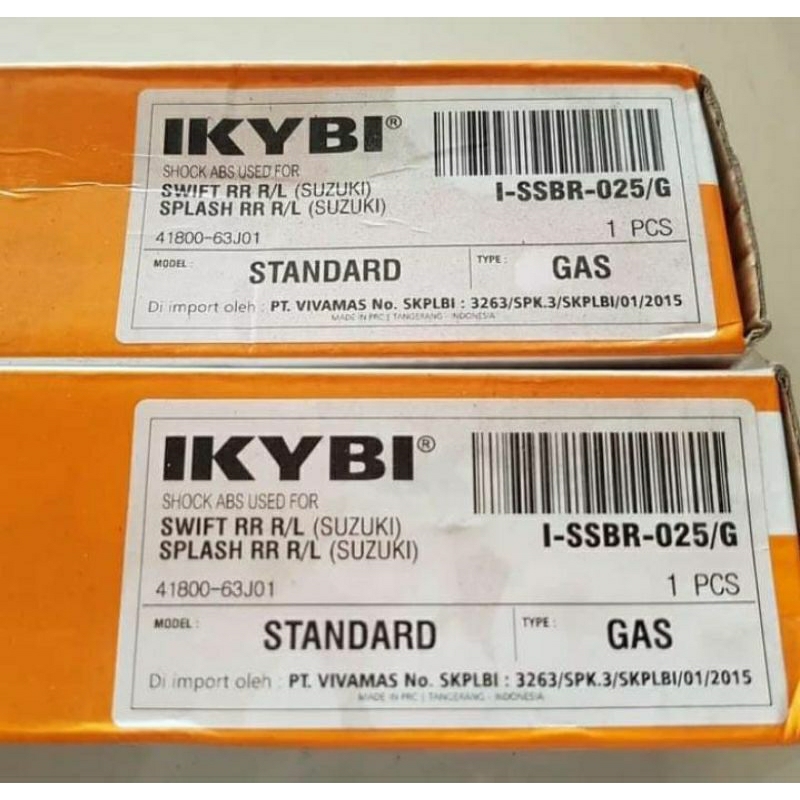 IKYBI®
SHOCK ABS USED FOR
SWIFT RR R/L (SUZUKI)
SPLASH RR R/L (SUZUKI)
I-SSBR-025/G
41800-63J01
1 PCS
MODEL : STANDARD
TYPE : GAS
Di import oleh : PT. VIVAMAS No. SKPLBI : 3263/SPK.3/SKPLBI/01/2015
MADE IN PRC | TANGERANG - INDONESIA
IKYBI®
SHOCK ABS USED FOR
SWIFT RR R/L (SUZUKI)
SPLASH RR R/L (SUZUKI)
I-SSBR-025/G
41800-63J01
1 PCS
MODEL : STANDARD
TYPE : GAS
Di import oleh : PT. VIVAMAS No. SKPLBI : 3263/SPK.3/SKPLBI/01/2015
MADE IN PRC | TANGERANG - INDONESIA